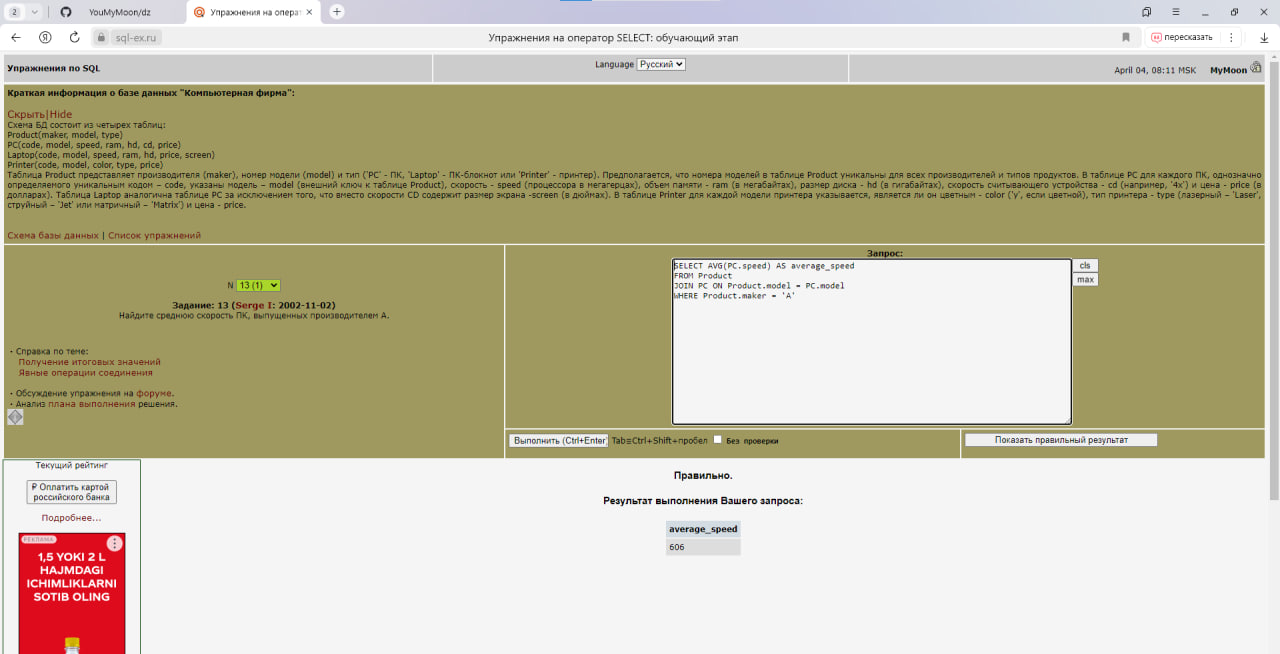 2
YouMyMoon/dz
Упражнения на операт
sql-ex.ru
Упражнения на оператор SELECT: обучающий этап
пересказать
Упражнения по SQL
Language Русский
April 04, 08:11 MSK MyMoon
Краткая информация о базе данных "Компьютерная фирма":
Скрыть|Hide
Схема БД состоит из четырех таблиц:
Product(maker, model, type)
PC(code, model, speed, ram, hd, cd, price)
Laptop(code, model, speed, ram, hd, price, screen)
Printer(code, model, color, type, price)
Таблица Product представляет производителя (maker), номер модели (model) и тип ('PC' - ПК, 'Laptop' - ПК-блокнот или 'Printer' - принтер). Предполагается, что номера моделей в таблице Product уникальны для всех производителей и типов продуктов. В таблице PC для каждого ПК, однозначно
определяемого уникальным кодом – code, указаны модель – model (внешний ключ к таблице Product), скорость - speed (процессора в мегагерцах), объем памяти - ram (в мегабайтах), размер диска - hd (в гигабайтах), скорость считывающего устройства - cd (например, '4x') и цена - price (в
долларах). Таблица Laptop аналогична таблице PC за исключением того, что вместо скорости CD содержит размер экрана -screen (в дюймах). В таблице Printer для каждой модели принтера указывается, является ли он цветным - color ('y', если цветной), тип принтера - type (лазерный – 'Laser',
струйный – 'Jet' или матричный – 'Matrix') и цена - price.
Схема базы данных | Список упражнений
N 13 (1)
Задание: 13 (Serge I: 2002-11-02)
Найдите среднюю скорость ПК, выпущенных производителем A.
- Справка по теме:
Получение итоговых значений
Явные операции соединения
- Обсуждение упражнения на форуме.
- Анализ плана выполнения решения.
Запрос:
SELECT AVG(PC.speed) AS average_speed
FROM Product
JOIN PC ON Product.model = PC.model
WHERE Product.maker = 'A'
cls
max
Выполнить (Ctrl+Enter) Tab≡Ctrl+Shift+пробел Без проверки
Показать правильный результат
Текущий рейтинг
₽ Оплатить картой
российского банка
Подробнее...
РЕКЛАМА
1,5 YOKI 2 L
HAJMDAGI
ICHIMLIKLARNI
SOTIB OLING
Правильно.
Результат выполнения Вашего запроса:
average_speed
606